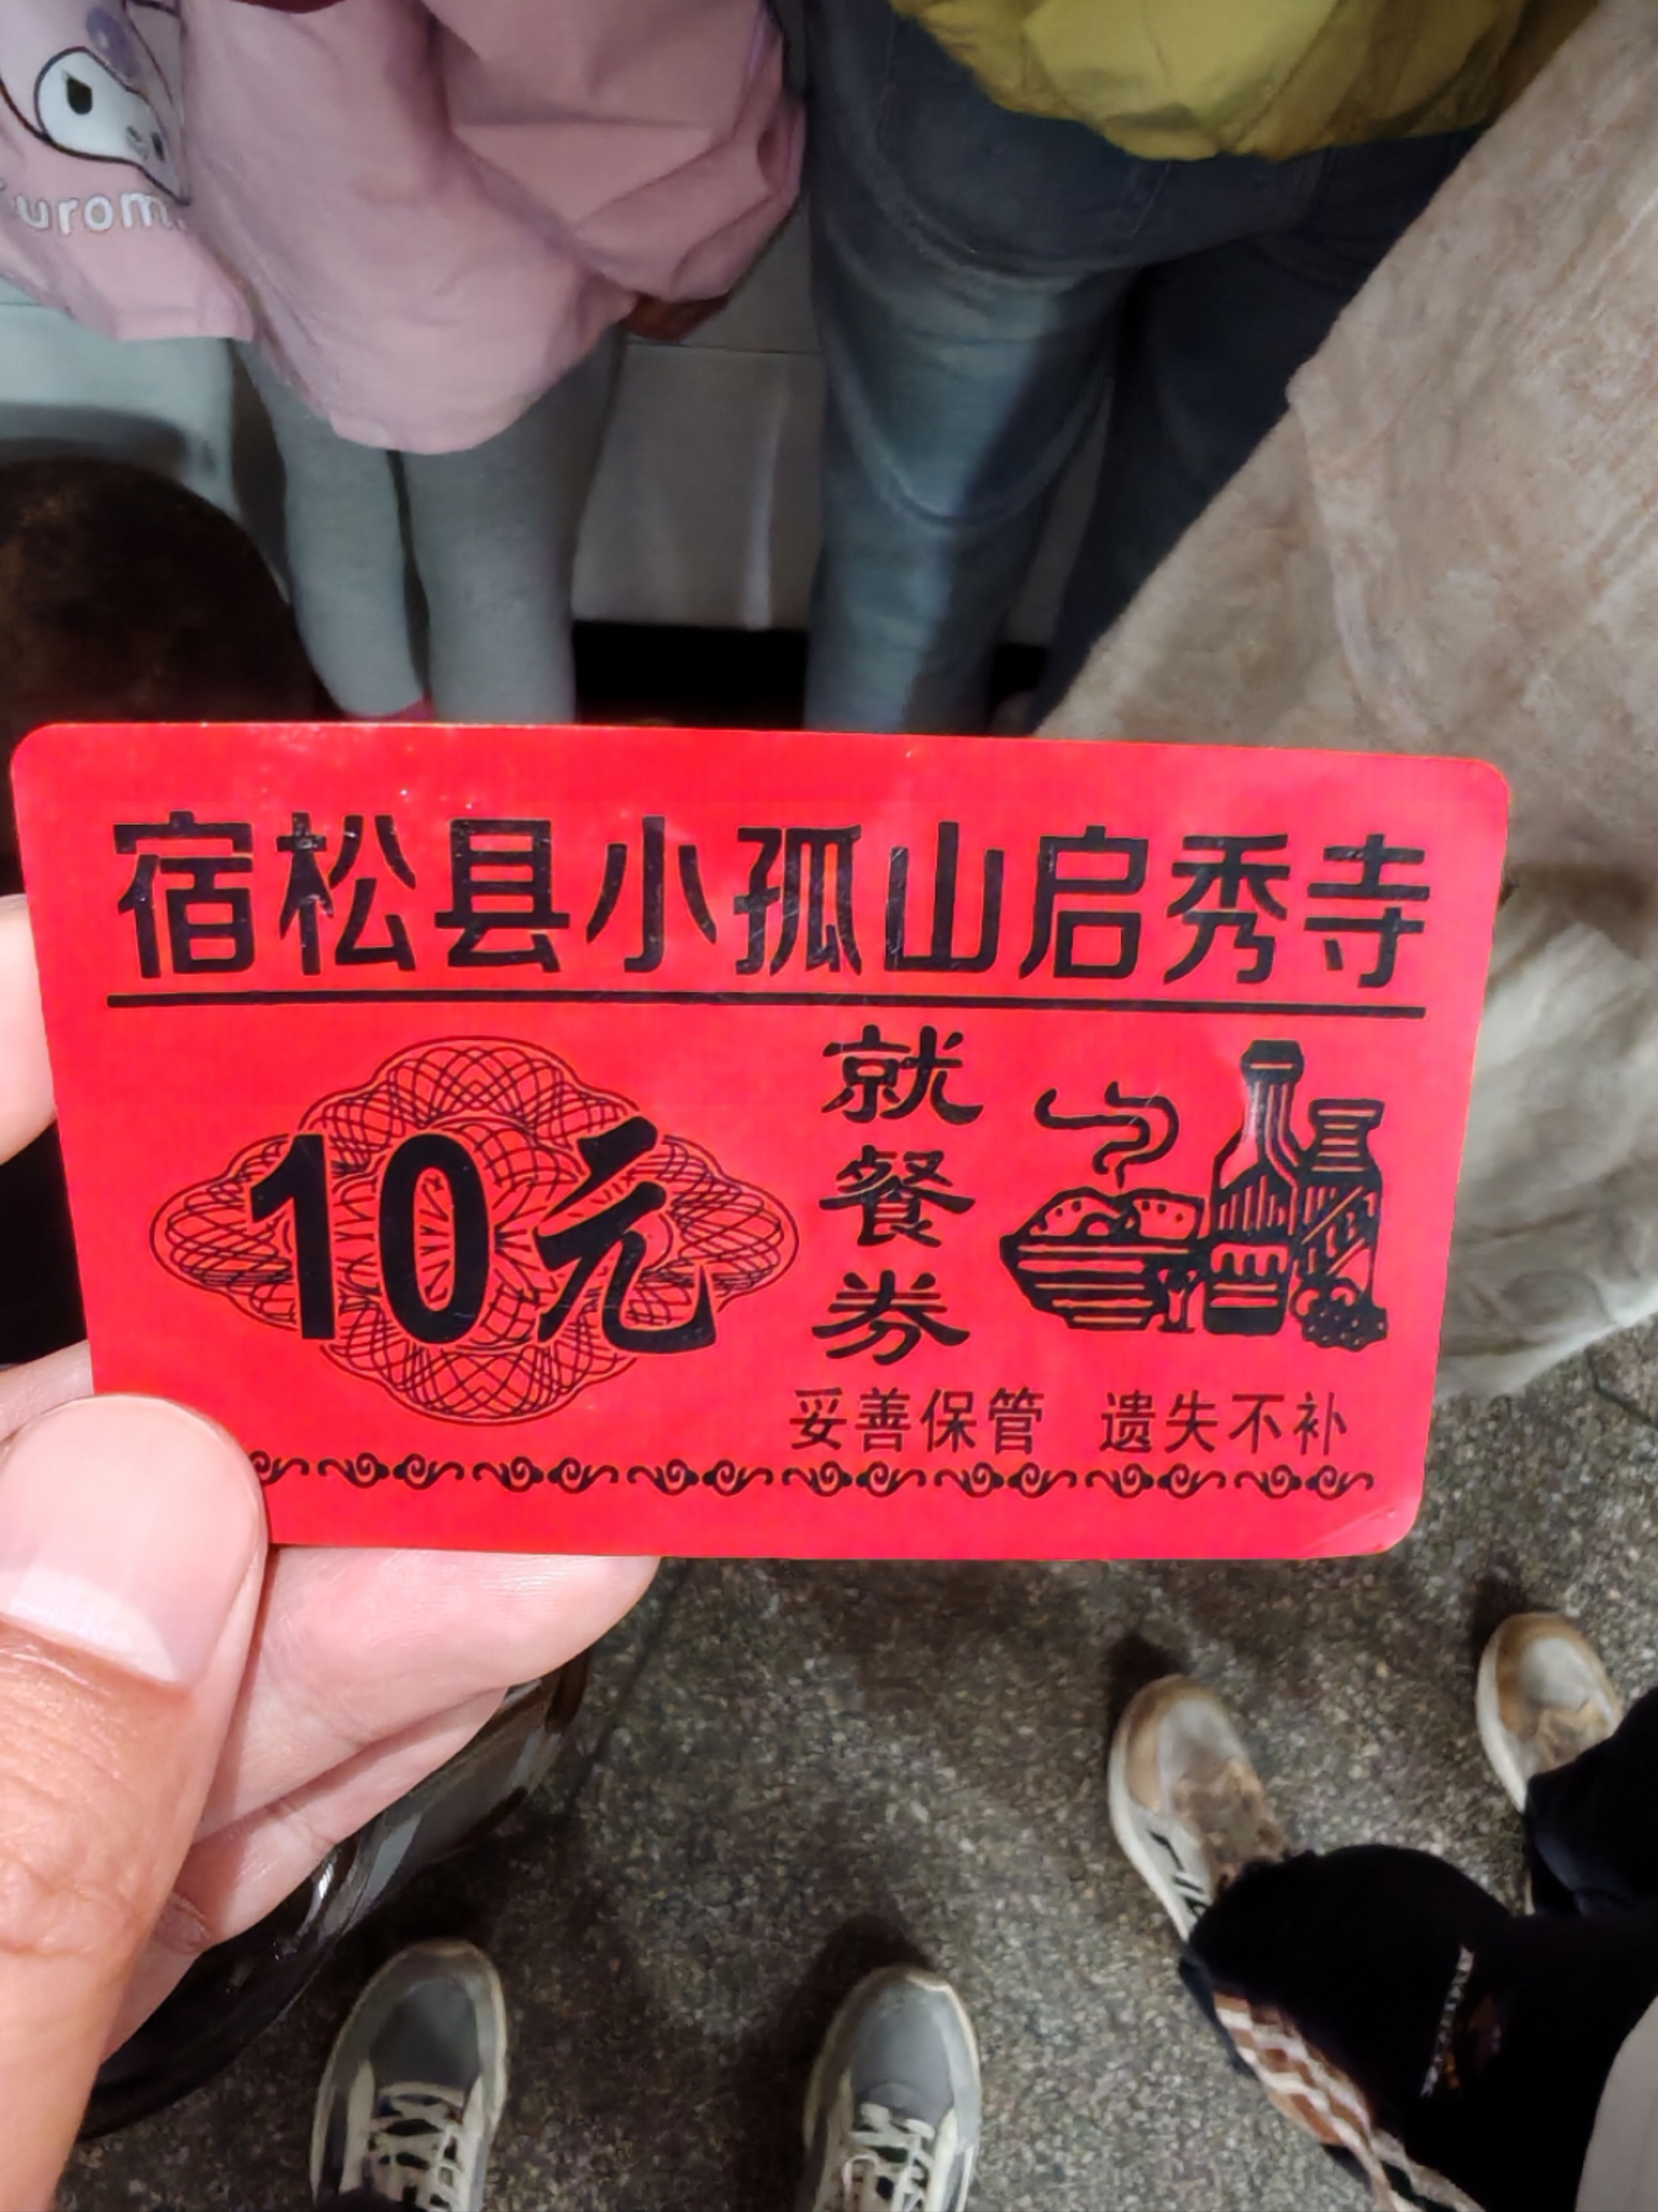 urom
宿松县小孤山启秀寺
10元
就餐券
妥善保管 遗失不补